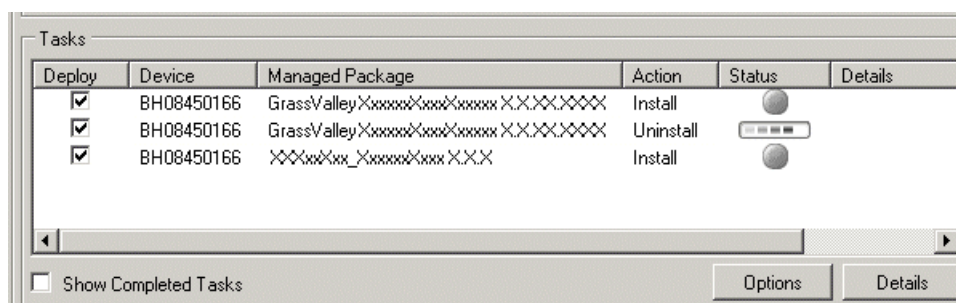 Tasks
Deploy Device Managed Package Action Status Details
BH08450166 GrassValleyXxxxxxXxxxXxxxxx X.X.XX.XXXX Install
BH08450166 GrassValleyXxxxxxXxxxXxxxxx X.X.XX.XXXX Uninstall
BH08450166 XXXxxXxx_XxxxxxXxxx X.X.X Install
Show Completed Tasks Options Details